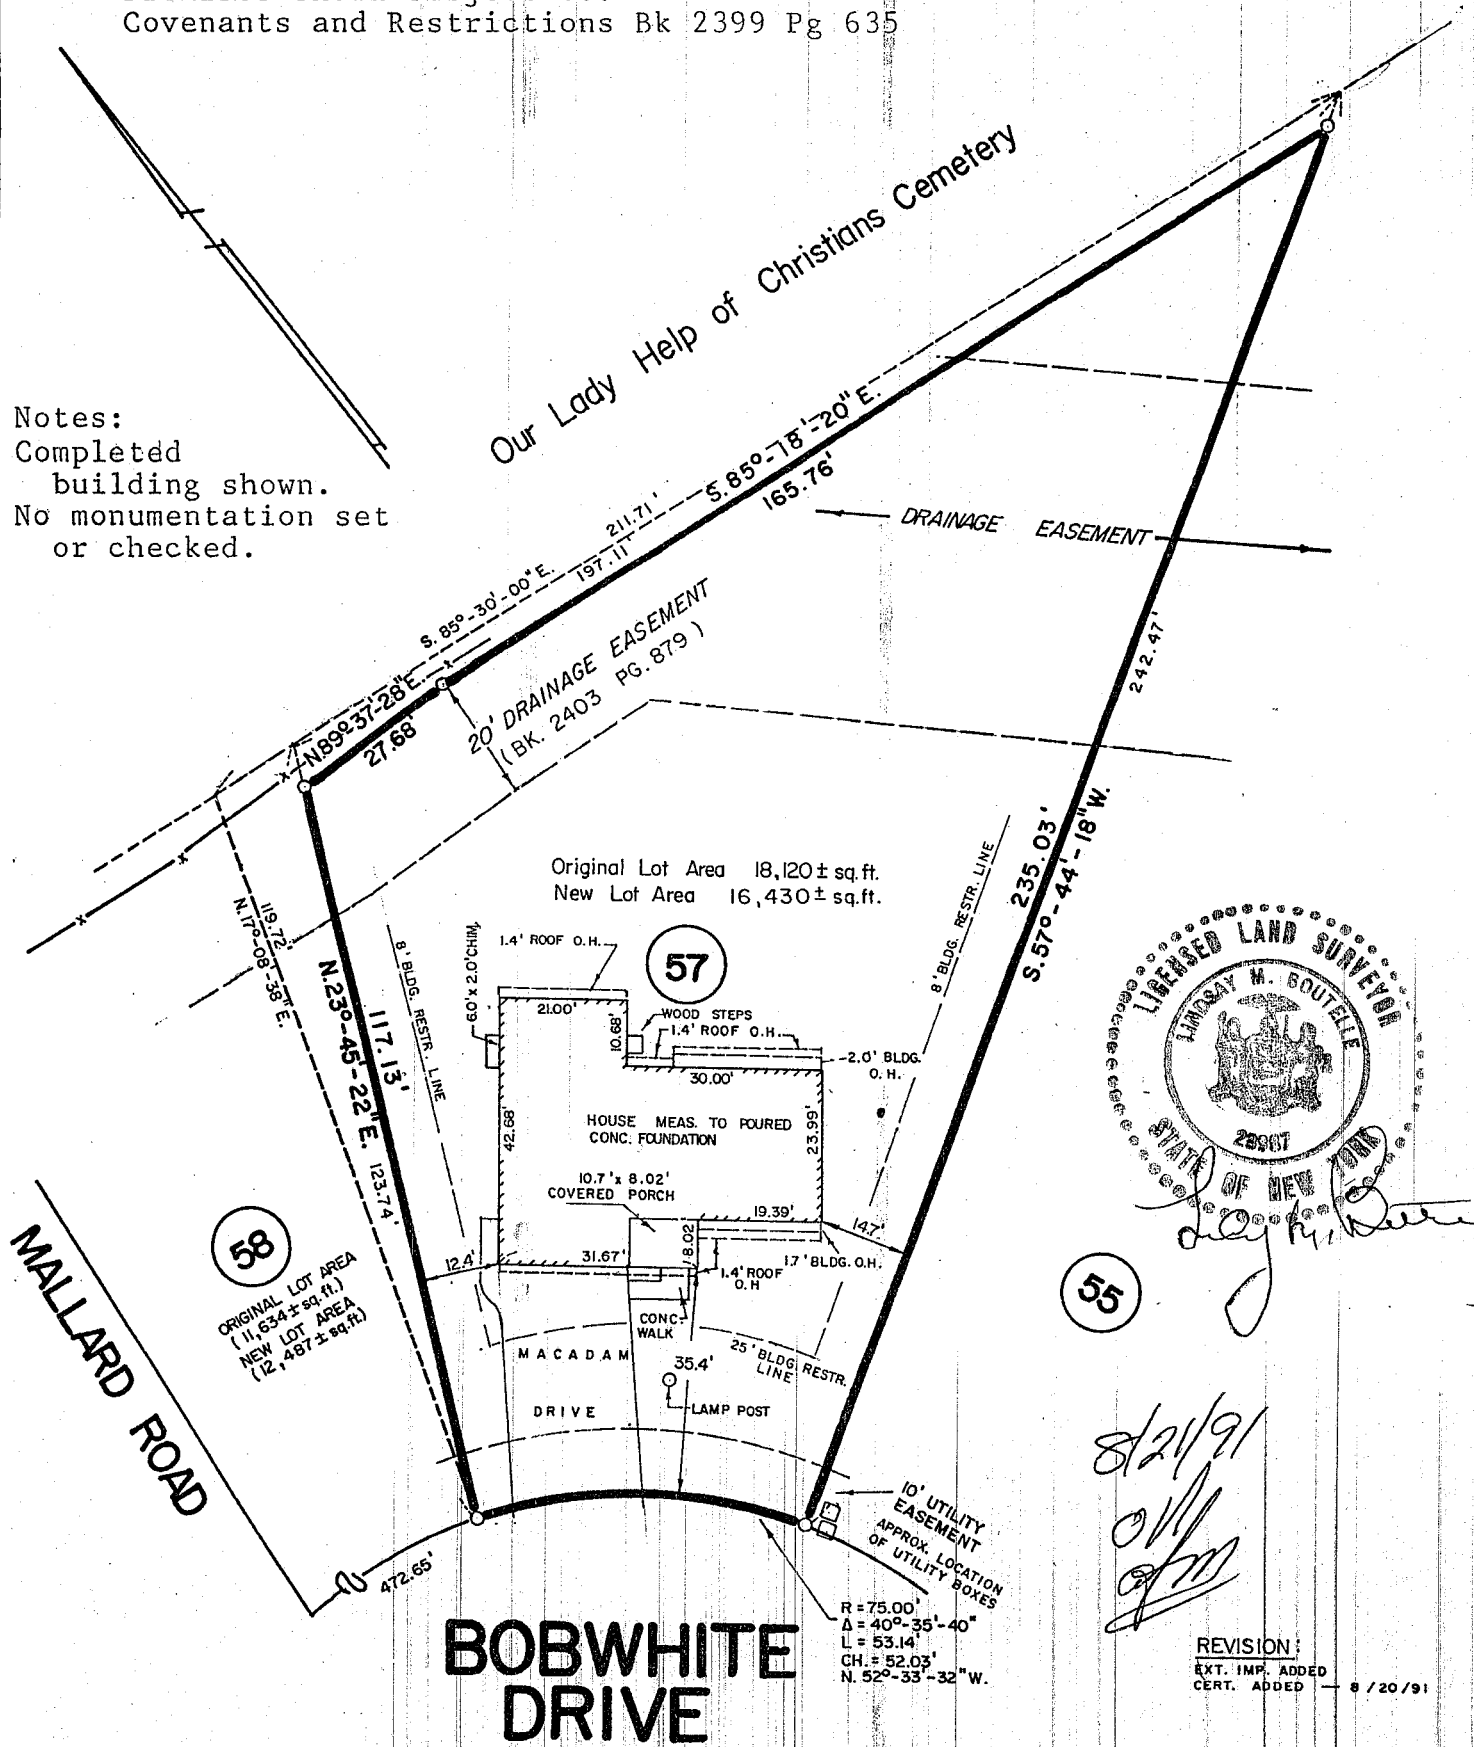 Covenants and Restrictions Bk 2399 Pg 635
Our Lady Help of Christians Cemetery
Notes:
Completed
building shown.
No monumentation set
or checked.
S. 85°-18'-20" E.
165.76'
211.71'
197.11'
S. 85°-30'-00" E.
N.89°-37'-28" E.
27.68'
20' DRAINAGE EASEMENT
(BK. 2403 PG. 879)
DRAINAGE EASEMENT
242.47'
235.03'
S. 57°-44'-18" W.
Original Lot Area 18,120 ± sq. ft.
New Lot Area 16,430 ± sq. ft.
57
8' BLDG. RESTR. LINE
8' BLDG. RESTR. LINE
119.72'
N. 17°-08'-38" E.
117.13'
N. 23°-45'-22" E.
123.74'
6.0' x 2.0' CHIM.
1.4' ROOF O.H.
21.00'
10.68'
WOOD STEPS
1.4' ROOF O.H.
2.0' BLDG.
O. H.
30.00'
42.68'
HOUSE MEAS. TO POURED
CONC. FOUNDATION
23.99'
10.7' x 8.02'
COVERED PORCH
19.39'
14.7'
31.67'
18.02
12.4'
1.7' BLDG. O.H.
1.4' ROOF
O.H
CONC.
WALK
MACADAM
DRIVE
35.4'
25' BLDG. RESTR.
LINE
LAMP POST
58
ORIGINAL LOT AREA
(11,634 ± sq. ft.)
NEW LOT AREA
(12,487 ± sq.ft.)
MALLARD ROAD
472.65'
10' UTILITY
EASEMENT
APPROX. LOCATION
OF UTILITY BOXES
R = 75.00'
Δ = 40°-35'-40"
L = 53.14'
CH. = 52.03'
N. 52°-33'-32" W.
BOBWHITE
DRIVE
LICENSED LAND SURVEYOR
LINDSAY M. BOUTELLE
STATE OF NEW YORK
55
8/21/91
REVISION:
EXT. IMP. ADDED
CERT. ADDED — 8/20/91